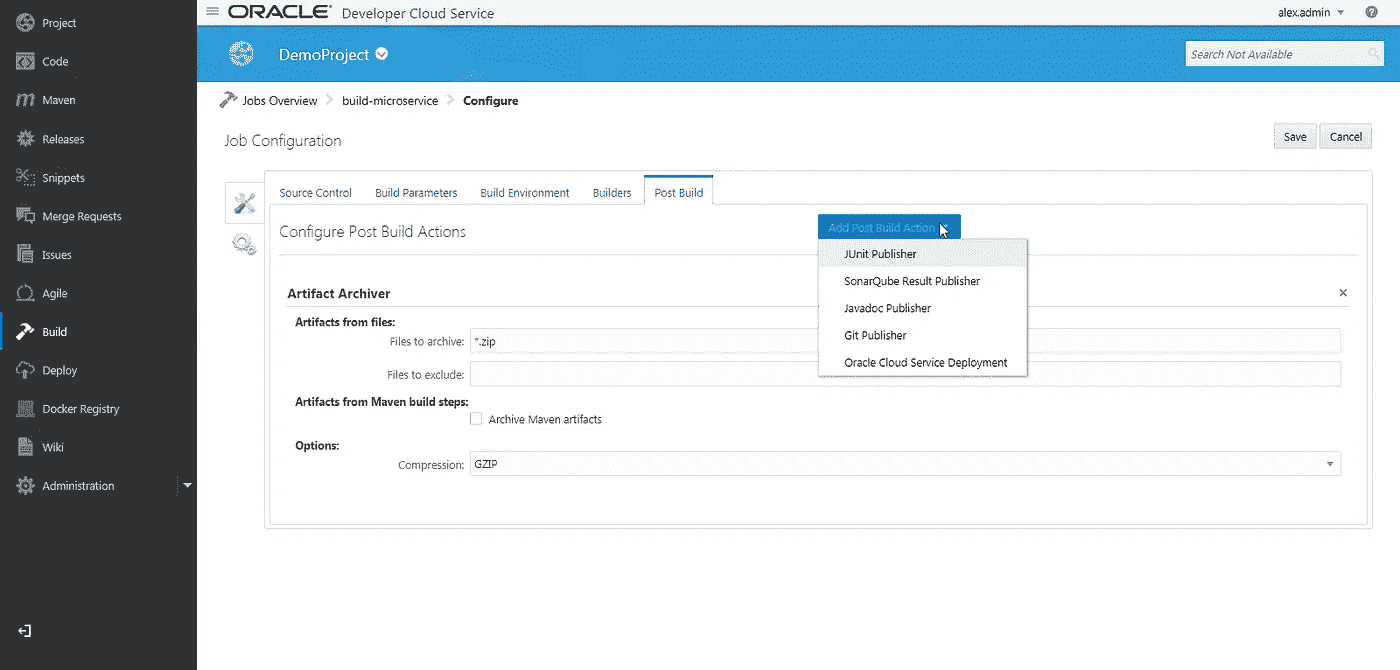 Project
Code
Maven
Releases
Snippets
Merge Requests
Issues
Agile
Build
Deploy
Docker Registry
Wiki
Administration
ORACLE® Developer Cloud Service
alex.admin
DemoProject
Search Not Available
Jobs Overview build-microservice Configure
Job Configuration
Save Cancel
Source Control Build Parameters Build Environment Builders Post Build
Configure Post Build Actions
Add Post Build Action
JUnit Publisher
SonarQube Result Publisher
Javadoc Publisher
Git Publisher
Oracle Cloud Service Deployment
Artifact Archiver
Artifacts from files:
Files to archive: *.zip
Files to exclude:
Artifacts from Maven build steps:
Archive Maven artifacts
Options:
Compression: GZIP